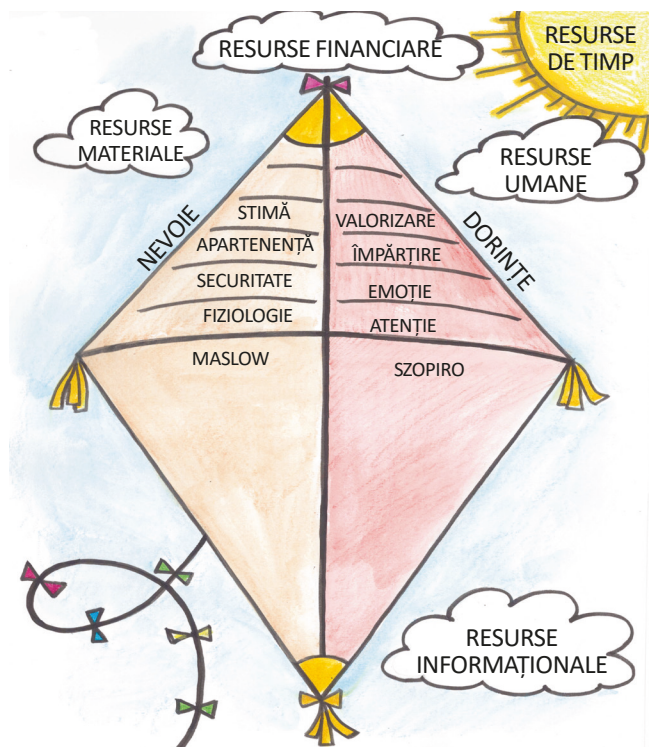 RESURSE FINANCIARE
RESURSE
DE TIMP
RESURSE
MATERIALE
RESURSE
UMANE
NEVOIE
DORINȚE
STIMĂ
VALORIZARE
APARTENENȚĂ
ÎMPĂRȚIRE
SECURITATE
EMOȚIE
FIZIOLOGIE
ATENȚIE
MASLOW
SZOPIRO
RESURSE
INFORMAȚIONALE